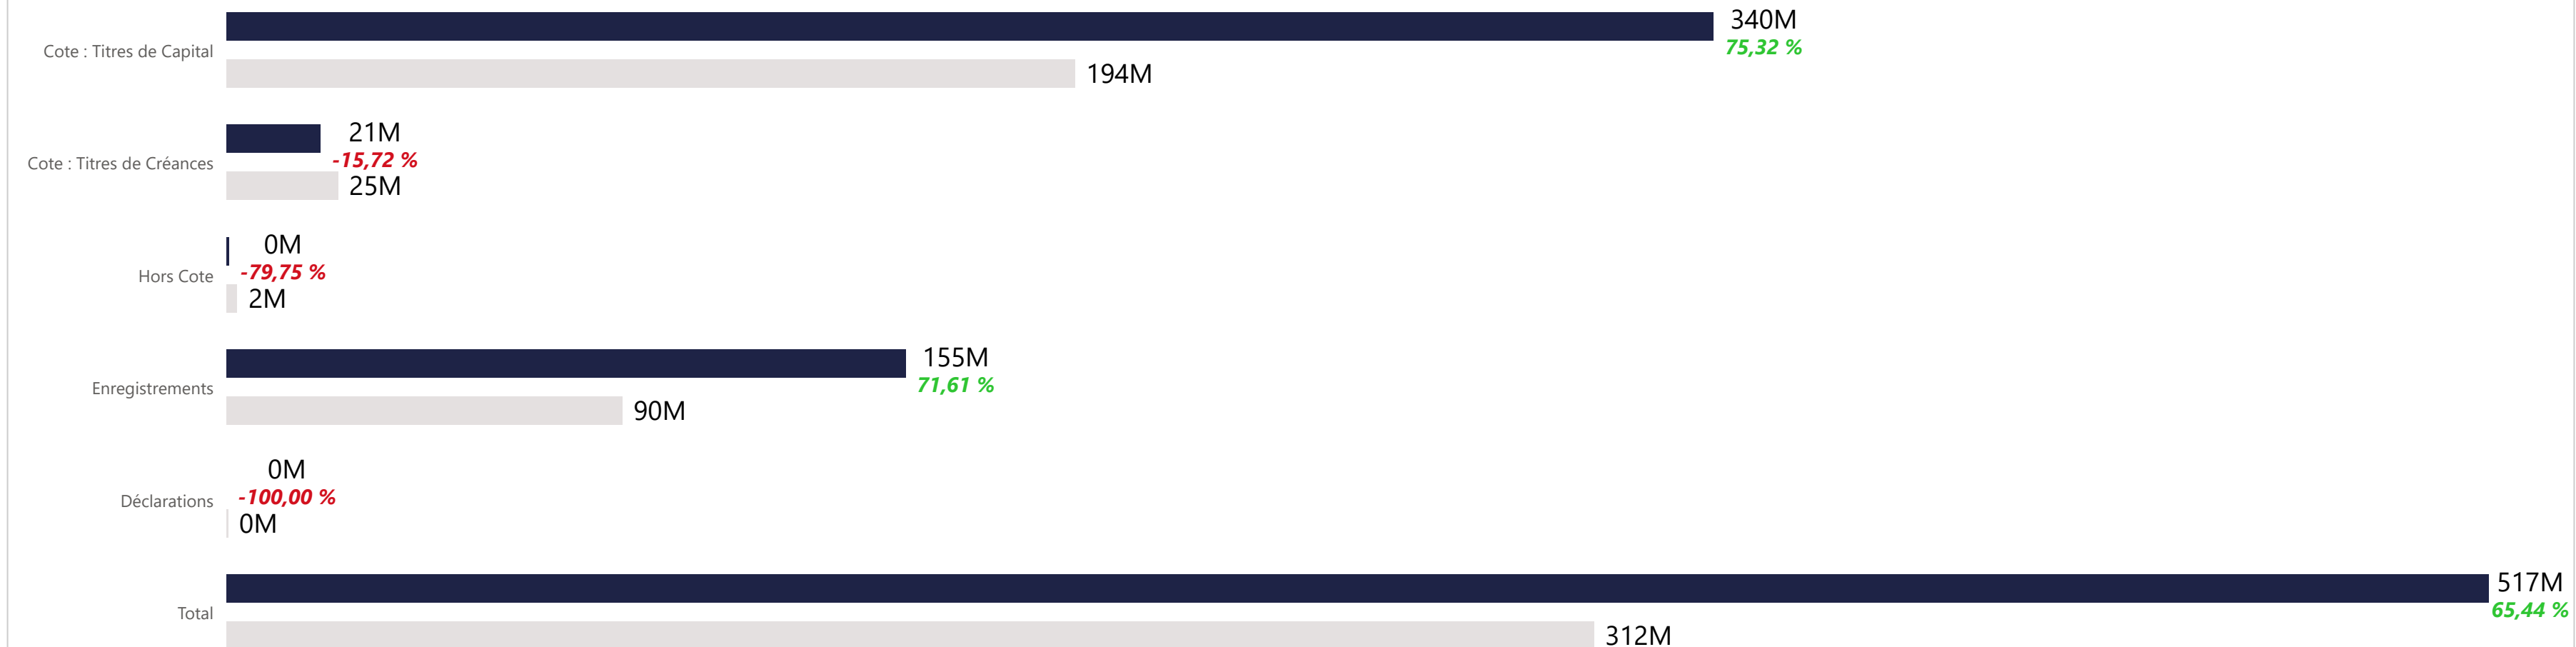 340M
75,32 %
Cote : Titres de Capital
194M
21M
-15,72 %
Cote : Titres de Créances
25M
0M
-79,75 %
Hors Cote
2M
155M
71,61 %
Enregistrements
90M
0M
-100,00 %
Déclarations
0M
517M
65,44 %
Total
312M